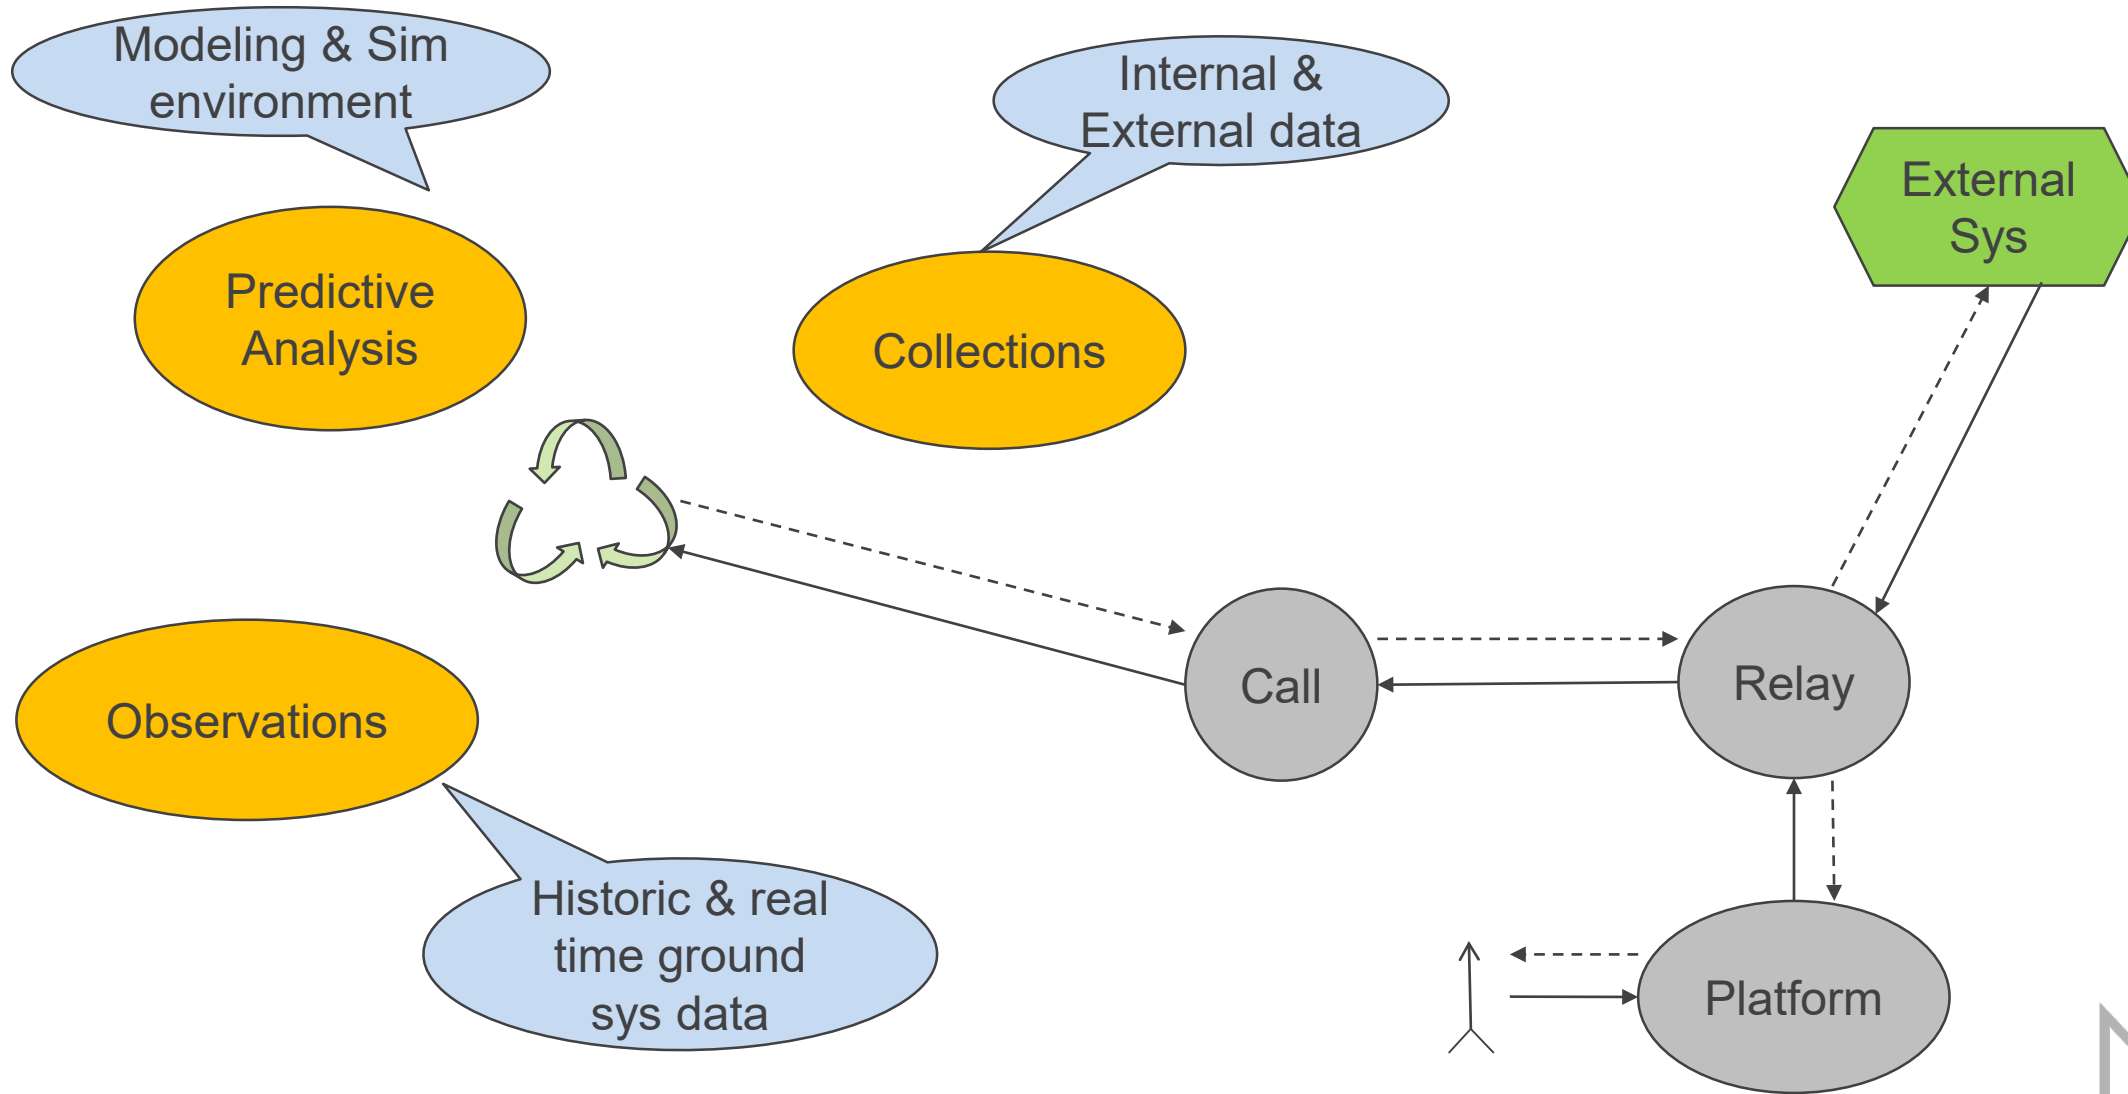 Modeling & Sim
environment
Internal &
External data
External
Sys
Predictive
Analysis
Collections
Observations
Call
Relay
Historic & real
time ground
sys data
Platform